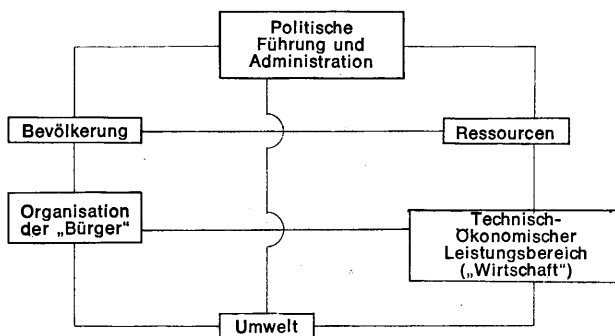 Politische
Führung und
Administration
Bevölkerung
Ressourcen
Organisation
der „Bürger“
Technisch-
Ökonomischer
Leistungsbereich
(„Wirtschaft“)
Umwelt